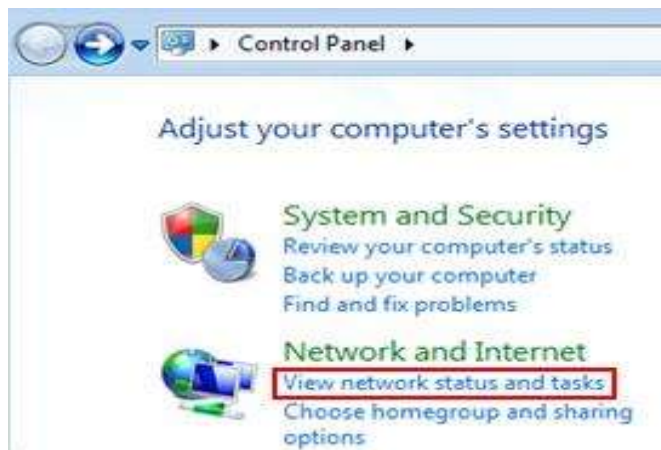 Control Panel
Adjust your computer's settings
System and Security
Review your computer's status
Back up your computer
Find and fix problems
Network and Internet
View network status and tasks
Choose homegroup and sharing
options